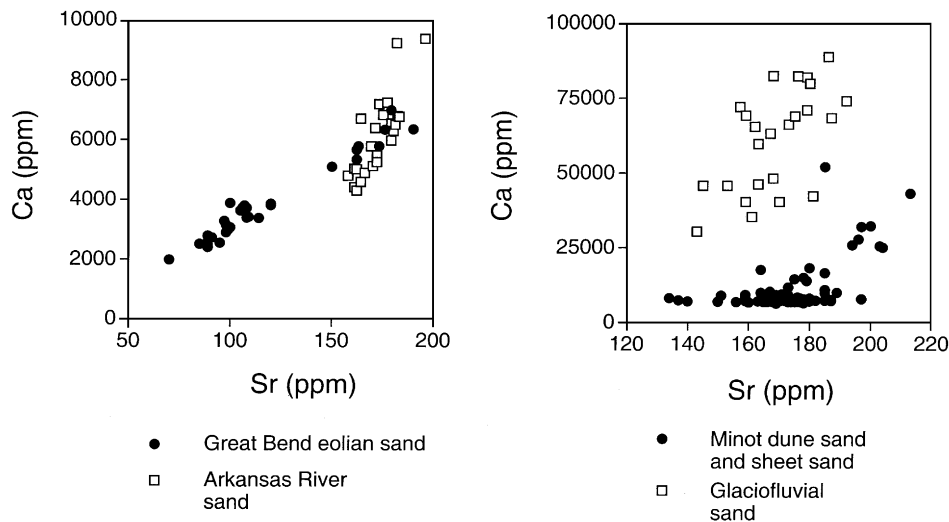 10000
8000
6000
4000
2000
0
Ca (ppm)
50
100
150
200
Sr (ppm)
Great Bend eolian sand
Arkansas River
sand
100000
75000
50000
25000
0
Ca (ppm)
120
140
160
180
200
220
Sr (ppm)
Minot dune sand
and sheet sand
Glaciofluvial
sand